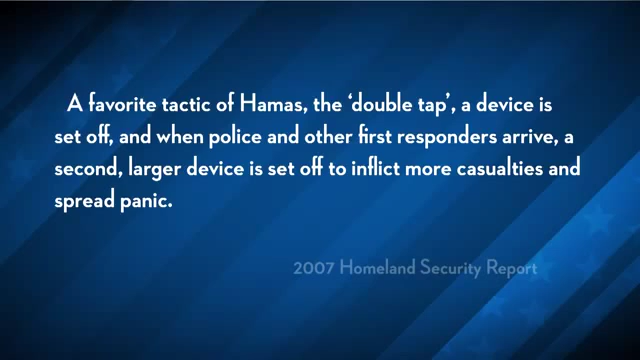 A favorite tactic of Hamas, the ‘double tap’, a device is
set off, and when police and other first responders arrive, a
second, larger device is set off to inflict more casualties and
spread panic.
2007 Homeland Security Report